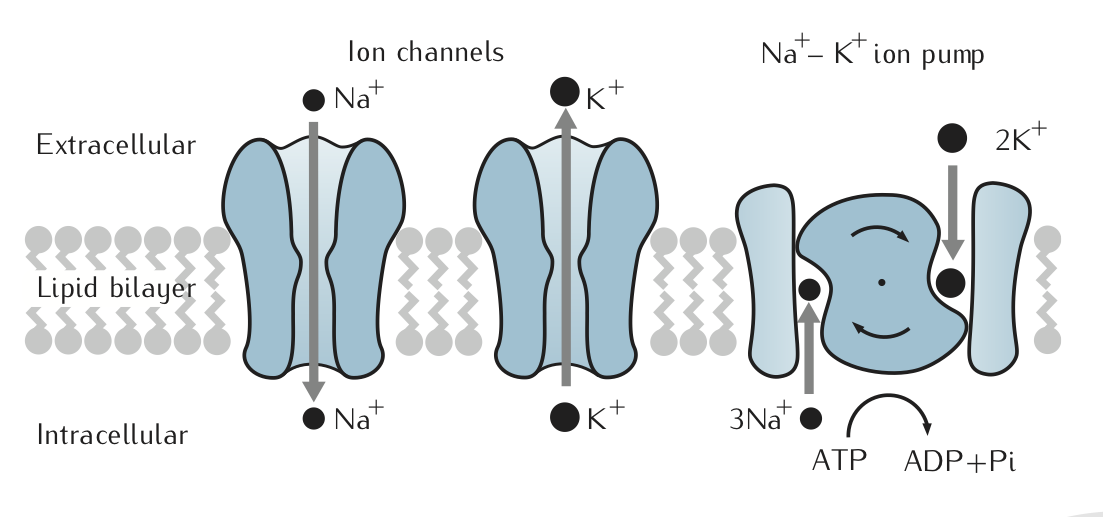 Ion channels
Na⁺– K⁺ ion pump
Na⁺
K⁺
Extracellular
2K⁺
Lipid bilayer
Intracellular
Na⁺
K⁺
3Na⁺
ATP
ADP+Pi